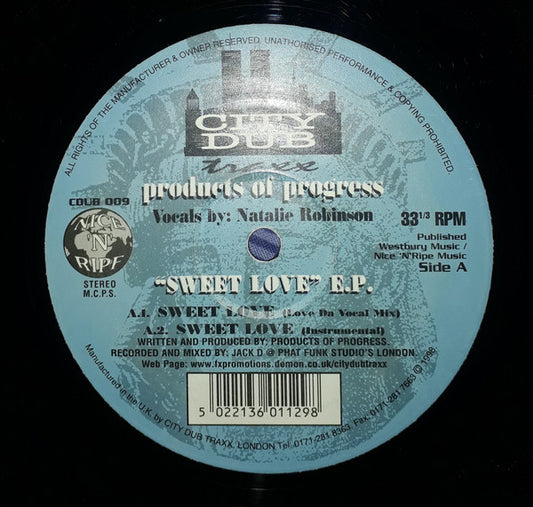 ALL RIGHTS OF THE MANUFACTURER & OWNER RESERVED. UNATHORISED PERFORMANCE & COPYING PROHIBITED.
CITY
DUB
traxx
products of progress
Vocals by: Natalie Robinson
CDUB 009
NICE
'N'
RIPE
STEREO
M.C.P.S.
33 1/3 RPM
Published
Westbury Music /
Nice 'N'Ripe Music
Side A
"SWEET LOVE" E.P.
A.1. SWEET LOVE (Love Da Vocal Mix)
A.2. SWEET LOVE (Instrumental)
WRITTEN AND PRODUCED BY: PRODUCTS OF PROGRESS.
RECORDED AND MIXED BY: JACK D @ PHAT FUNK STUDIO'S LONDON.
Web Page: www.fxpromotions.demon.co.uk/citydubtraxx
5 022136 011298
Manufactured in the U.K. by CITY DUB TRAXX, LONDON Tel: 0171-281 8363, Fax: 0171-281 7663 © 1998